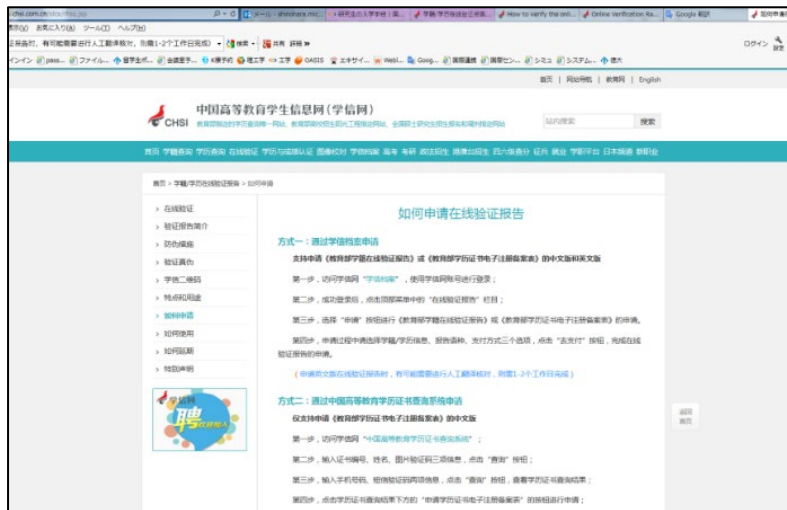 首页 | 网站导航 | 教育网 | English
CHSI
中国高等教育学生信息网(学信网)
站内搜索
搜索
首页 学籍查询 学历查询 在线验证 学历与成绩认证 图像校对 学信档案 高考 考研 政法招生 港澳台招生 四六级查分 征兵 就业 学职平台 日本频道 新职业
首页 > 学籍/学历在线验证报告 > 如何申请
> 在线验证
> 验证报告简介
> 防伪措施
> 验证真伪
> 学信二维码
> 特点和用途
> 如何申请
> 如何使用
> 如何延期
> 特别声明
学信网
聘
如何申请在线验证报告
方式一:通过学信档案申请
支持申请《教育部学籍在线验证报告》或《教育部学历证书电子注册备案表》的中文版和英文版
第一步,访问学信网“学信档案”,使用学信网账号进行登录;
第二步,成功登录后,点击顶部菜单中的“在线验证报告”栏目;
第三步,选择“申请”按钮进行《教育部学籍在线验证报告》或《教育部学历证书电子注册备案表》的申请。
第四步,申请过程中请选择学籍/学历信息、报告语种、支付方式三个选项,点击“去支付”按钮,完成在线
验证报告的申请。
(申请英文版在线验证报告时,有可能需要进行人工翻译核对,则需1-2个工作日完成)
方式二:通过中国高等教育学历证书查询系统申请
仅支持申请《教育部学历证书电子注册备案表》的中文版
第一步,访问学信网“中国高等教育学历证书查询系统”;
第二步,输入证书编号、姓名、图片验证码三项信息,点击“查询”按钮;
第三步,输入手机号码、短信验证码两项信息,点击“查询”按钮,查看学历证书查询结果;
第四步,点击学历证书查询结果下方的“申请学历证书电子注册备案表”的按钮进行申请;
返回
首页